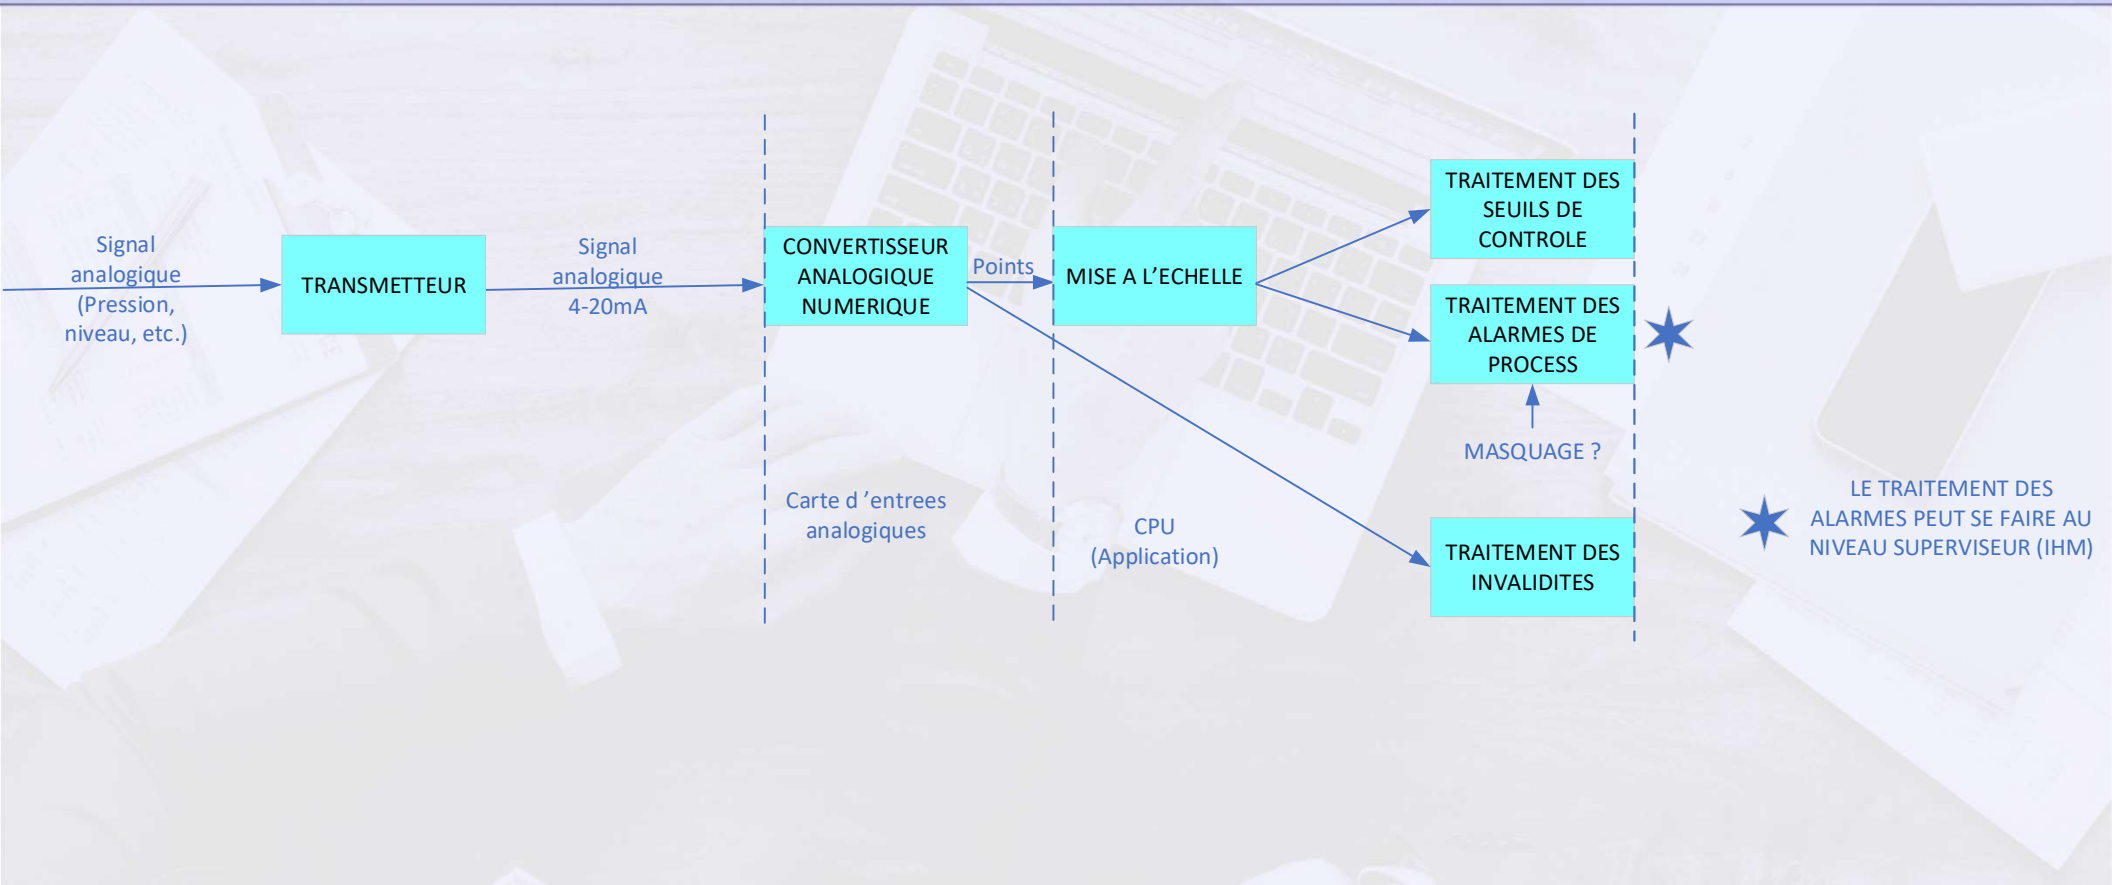 Signal
analogique
(Pression,
niveau, etc.)
TRANSMETTEUR
Signal
analogique
4-20mA
CONVERTISSEUR
ANALOGIQUE
NUMERIQUE
Points
MISE A L’ECHELLE
TRAITEMENT DES
SEUILS DE
CONTROLE
TRAITEMENT DES
ALARMES DE
PROCESS
MASQUAGE ?
TRAITEMENT DES
INVALIDITES
Carte d ’entrees
analogiques
CPU
(Application)
LE TRAITEMENT DES
ALARMES PEUT SE FAIRE AU
NIVEAU SUPERVISEUR (IHM)